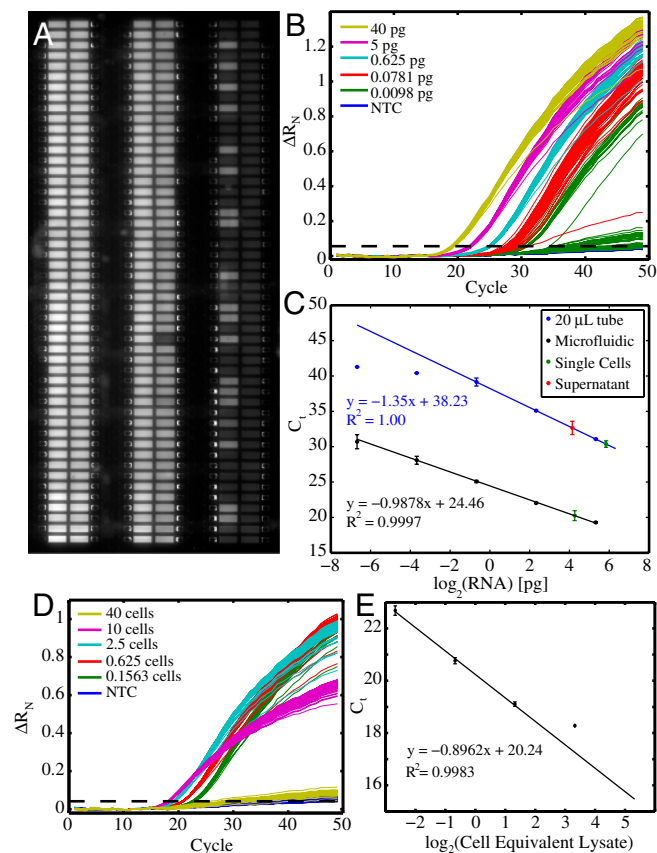 A
B
40 pg
5 pg
0.625 pg
0.0781 pg
0.0098 pg
NTC
1.2
1
0.8
0.6
0.4
0.2
0
ΔR_N
0 10 20 30 40 50
Cycle
C
50
45
40
35
30
25
20
15
C_t
20 μL tube
Microfluidic
Single Cells
Supernatant
y = −1.35x + 38.23
R² = 1.00
y = −0.9878x + 24.46
R² = 0.9997
−8 −6 −4 −2 0 2 4 6 8
log₂(RNA) [pg]
D
40 cells
10 cells
2.5 cells
0.625 cells
0.1563 cells
NTC
1
0.8
0.6
0.4
0.2
0
ΔR_N
0 10 20 30 40 50
Cycle
E
22
20
18
16
C_t
y = −0.8962x + 20.24
R² = 0.9983
−2 −1 0 1 2 3 4 5
log₂(Cell Equivalent Lysate)